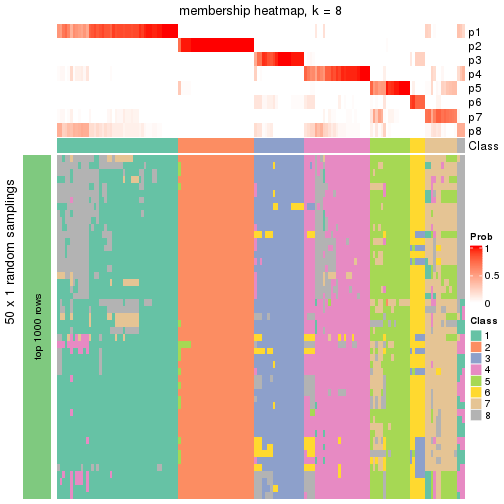 membership heatmap, k = 8
p1
p2
p3
p4
p5
p6
p7
p8
Class
50 x 1 random samplings
top 1000 rows
Prob
1
0.5
0
Class
1
2
3
4
5
6
7
8